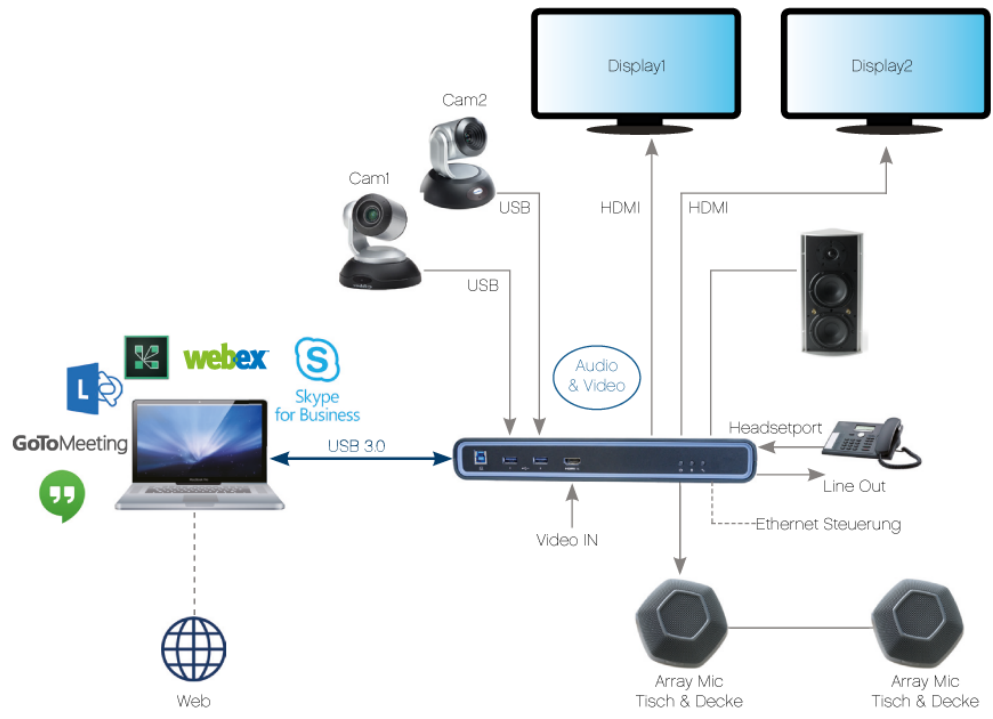 Display1
Display2
Cam2
Cam1
USB
HDMI
HDMI
USB
webex
Audio
& Video
Skype
for Business
GoToMeeting
USB 3.0
Headsetport
Line Out
Ethernet Steuerung
Video IN
Array Mic
Tisch & Decke
Array Mic
Tisch & Decke
Web